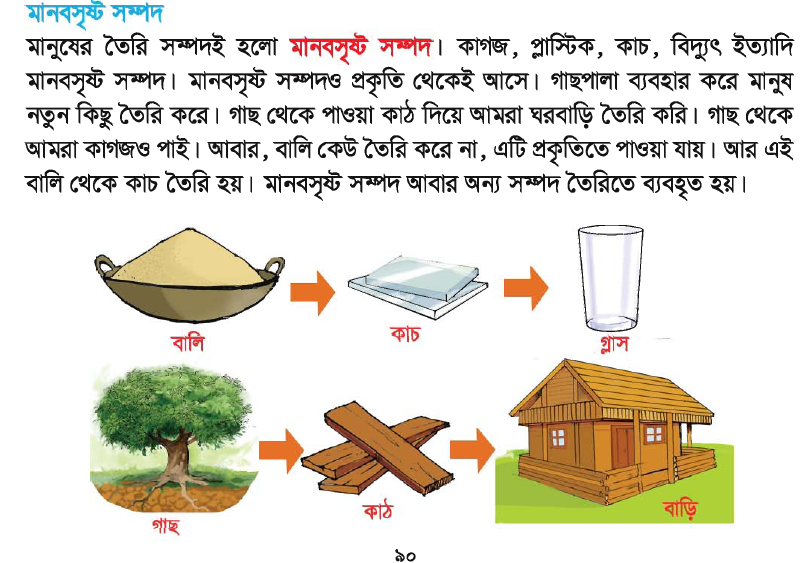 মানবসৃষ্ট সম্পদ
মানুষের তৈরি সম্পদই হলো মানবসৃষ্ট সম্পদ। কাগজ, প্লাস্টিক, কাচ, বিদ্যুৎ ইত্যাদি
মানবসৃষ্ট সম্পদ। মানবসৃষ্ট সম্পদও প্রকৃতি থেকেই আসে। গাছপালা ব্যবহার করে মানুষ
নতুন কিছু তৈরি করে। গাছ থেকে পাওয়া কাঠ দিয়ে আমরা ঘরবাড়ি তৈরি করি। গাছ থেকে
আমরা কাগজও পাই। আবার, বালি কেউ তৈরি করে না, এটি প্রকৃতিতে পাওয়া যায়। আর এই
বালি থেকে কাচ তৈরি হয়। মানবসৃষ্ট সম্পদ আবার অন্য সম্পদ তৈরিতে ব্যবহৃত হয়।
বালি
কাচ
গ্লাস
গাছ
কাঠ
বাড়ি
৯০